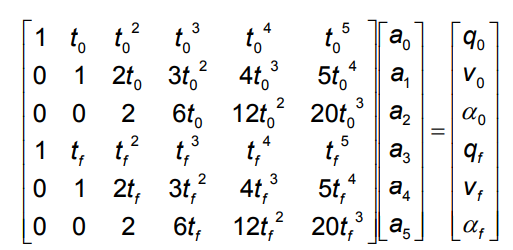 1 t₀ t₀² t₀³ t₀⁴ t₀⁵ a₀ q₀
0 1 2t₀ 3t₀² 4t₀³ 5t₀⁴ a₁ v₀
0 0 2 6t₀ 12t₀² 20t₀³ a₂ = α₀
1 t_f t_f² t_f³ t_f⁴ t_f⁵ a₃ q_f
0 1 2t_f 3t_f² 4t_f³ 5t_f⁴ a₄ v_f
0 0 2 6t_f 12t_f² 20t_f³ a₅ α_f